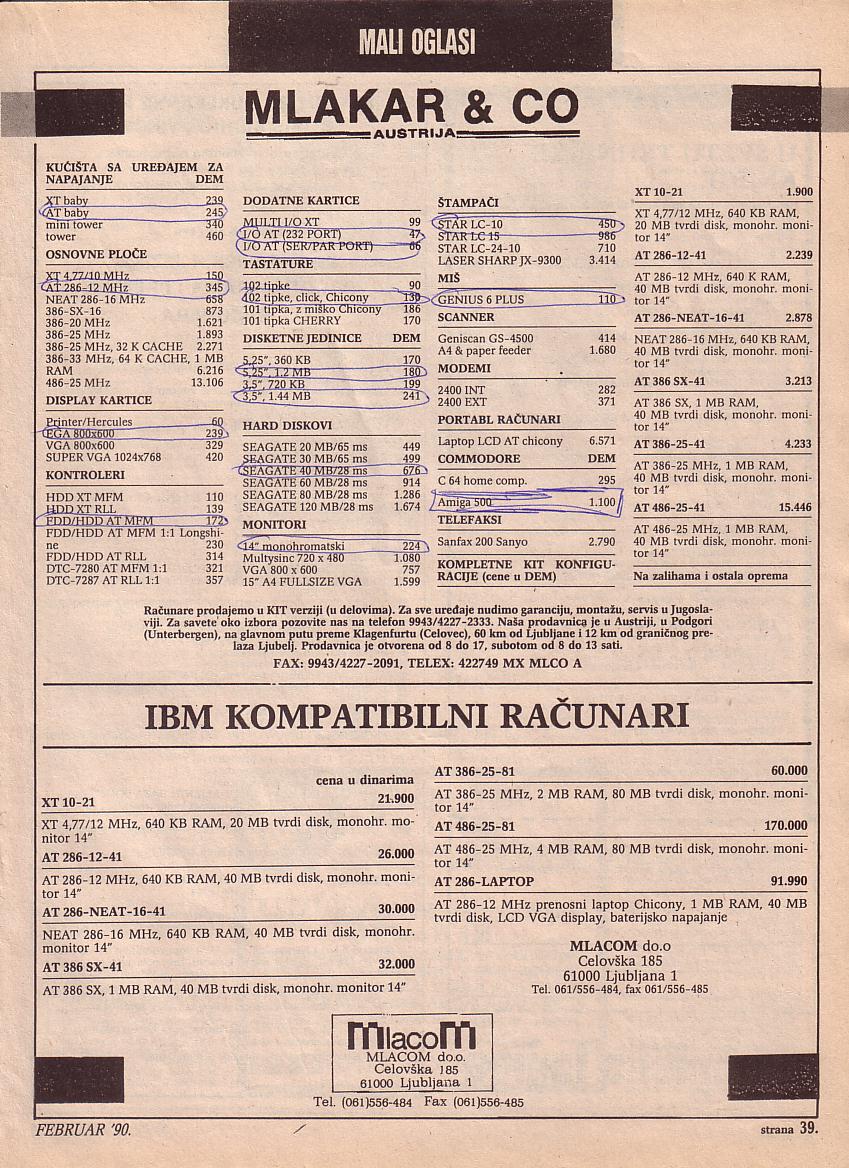 MALI OGLASI
MLAKAR & CO
AUSTRIJA
KUĆIŠTA SA UREĐAJEM ZA
NAPAJANJE DEM
XT baby 239
AT baby 245
mini tower 340
tower 460
OSNOVNE PLOČE
XT 4,77/10 MHz 150
AT 286-12 MHz 345
NEAT 286-16 MHz 658
386-SX-16 873
386-20 MHz 1.621
386-25 MHz 1.893
386-25 MHz, 32 K CACHE 2.271
386-33 MHz, 64 K CACHE, 1 MB
RAM 6.216
486-25 MHz 13.106
DISPLAY KARTICE
Printer/Hercules 60
EGA 800x600 239
VGA 800x600 329
SUPER VGA 1024x768 420
KONTROLERI
HDD XT MFM 110
HDD XT RLL 139
FDD/HDD AT MFM 172
FDD/HDD AT MFM 1:1 Longshi-
ne 230
FDD/HDD AT RLL 314
DTC-7280 AT MFM 1:1 321
DTC-7287 AT RLL 1:1 357
DODATNE KARTICE
MULTI I/O XT 99
I/O AT (232 PORT) 47
I/O AT (SER/PAR PORT) 66
TASTATURE
102 tipke 90
102 tipke, click, Chicony 130
101 tipka, z miško Chicony 186
101 tipka CHERRY 170
DISKETNE JEDINICE DEM
5,25", 360 KB 170
5,25", 1.2 MB 180
3,5", 720 KB 199
3,5", 1.44 MB 241
HARD DISKOVI
SEAGATE 20 MB/65 ms 449
SEAGATE 30 MB/65 ms 499
SEAGATE 40 MB/28 ms 676
SEAGATE 60 MB/28 ms 914
SEAGATE 80 MB/28 ms 1.286
SEAGATE 120 MB/28 ms 1.674
MONITORI
14" monohromatski 224
Multysinc 720 x 480 1.080
VGA 800 x 600 757
15" A4 FULLSIZE VGA 1.599
ŠTAMPAČI
STAR LC-10 450
STAR LC 15 986
STAR LC-24-10 710
LASER SHARP JX-9300 3.414
MIŠ
GENIUS 6 PLUS 110
SCANNER
Geniscan GS-4500 414
A4 & paper feeder 1.680
MODEMI
2400 INT 282
2400 EXT 371
PORTABL RAČUNARI
Laptop LCD AT chicony 6.571
COMMODORE DEM
C 64 home comp. 295
Amiga 500 1.100
TELEFAKSI
Sanfax 200 Sanyo 2.790
KOMPLETNE KIT KONFIGU-
RACIJE (cene u DEM)
XT 10-21 1.900
XT 4,77/12 MHz, 640 KB RAM,
20 MB tvrdi disk, monohr. moni-
tor 14"
AT 286-12-41 2.239
AT 286-12 MHz, 640 K RAM,
40 MB tvrdi disk, monohr. moni-
tor 14"
AT 286-NEAT-16-41 2.878
NEAT 286-16 MHz, 640 KB RAM,
40 MB tvrdi disk, monohr. moni-
tor 14"
AT 386 SX-41 3.213
AT 386 SX, 1 MB RAM,
40 MB tvrdi disk, monohr. moni-
tor 14"
AT 386-25-41 4.233
AT 386-25 MHz, 1 MB RAM,
40 MB tvrdi disk, monohr. moni-
tor 14"
AT 486-25-41 15.446
AT 486-25 MHz, 1 MB RAM,
40 MB tvrdi disk, monohr. moni-
tor 14"
Na zalihama i ostala oprema
Računare prodajemo u KIT verziji (u delovima). Za sve uređaje nudimo garanciju, montažu, servis u Jugosla-
viji. Za savete oko izbora pozovite nas na telefon 9943/4227-2333. Naša prodavnica je u Austriji, u Podgori
(Unterbergen), na glavnom putu preme Klagenfurtu (Celovec), 60 km od Ljubljane i 12 km od graničnog pre-
laza Ljubelj. Prodavnica je otvorena od 8 do 17, subotom od 8 do 13 sati.
FAX: 9943/4227-2091, TELEX: 422749 MX MLCO A
IBM KOMPATIBILNI RAČUNARI
cena u dinarima
XT 10-21 21.900
XT 4,77/12 MHz, 640 KB RAM, 20 MB tvrdi disk, monohr. mo-
nitor 14"
AT 286-12-41 26.000
AT 286-12 MHz, 640 KB RAM, 40 MB tvrdi disk, monohr. moni-
tor 14"
AT 286-NEAT-16-41 30.000
NEAT 286-16 MHz, 640 KB RAM, 40 MB tvrdi disk, monohr.
monitor 14"
AT 386 SX-41 32.000
AT 386 SX, 1 MB RAM, 40 MB tvrdi disk, monohr. monitor 14"
AT 386-25-81 60.000
AT 386-25 MHz, 2 MB RAM, 80 MB tvrdi disk, monohr. moni-
tor 14"
AT 486-25-81 170.000
AT 486-25 MHz, 4 MB RAM, 80 MB tvrdi disk, monohr. moni-
tor 14"
AT 286-LAPTOP 91.990
AT 286-12 MHz prenosni laptop Chicony, 1 MB RAM, 40 MB
tvrdi disk, LCD VGA display, baterijsko napajanje
MLACOM do.o
Celovška 185
61000 Ljubljana 1
Tel. 061/556-484, fax 061/556-485
MlacoM
MLACOM do.o.
Celovška 185
61000 Ljubljana 1
Tel. (061)556-484 Fax (061)556-485
FEBRUAR '90.
strana 39.